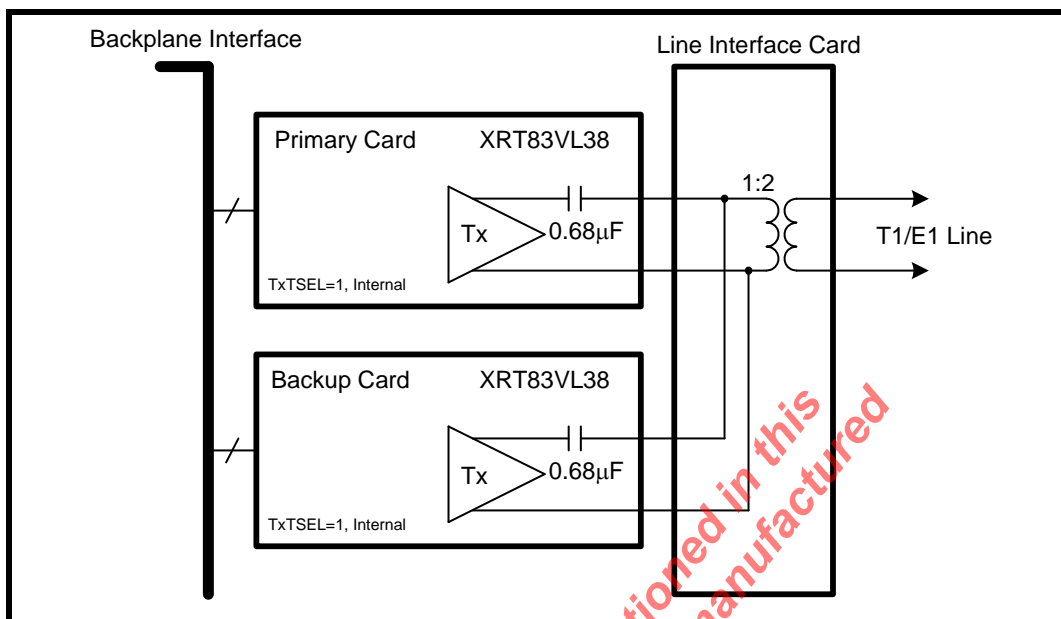 Backplane Interface
Line Interface Card
Primary Card XRT83VL38
Tx
0.68μF
TxTSEL=1, Internal
1:2
T1/E1 Line
Backup Card XRT83VL38
Tx
0.68μF
TxTSEL=1, Internal
tioned in this
manufactured